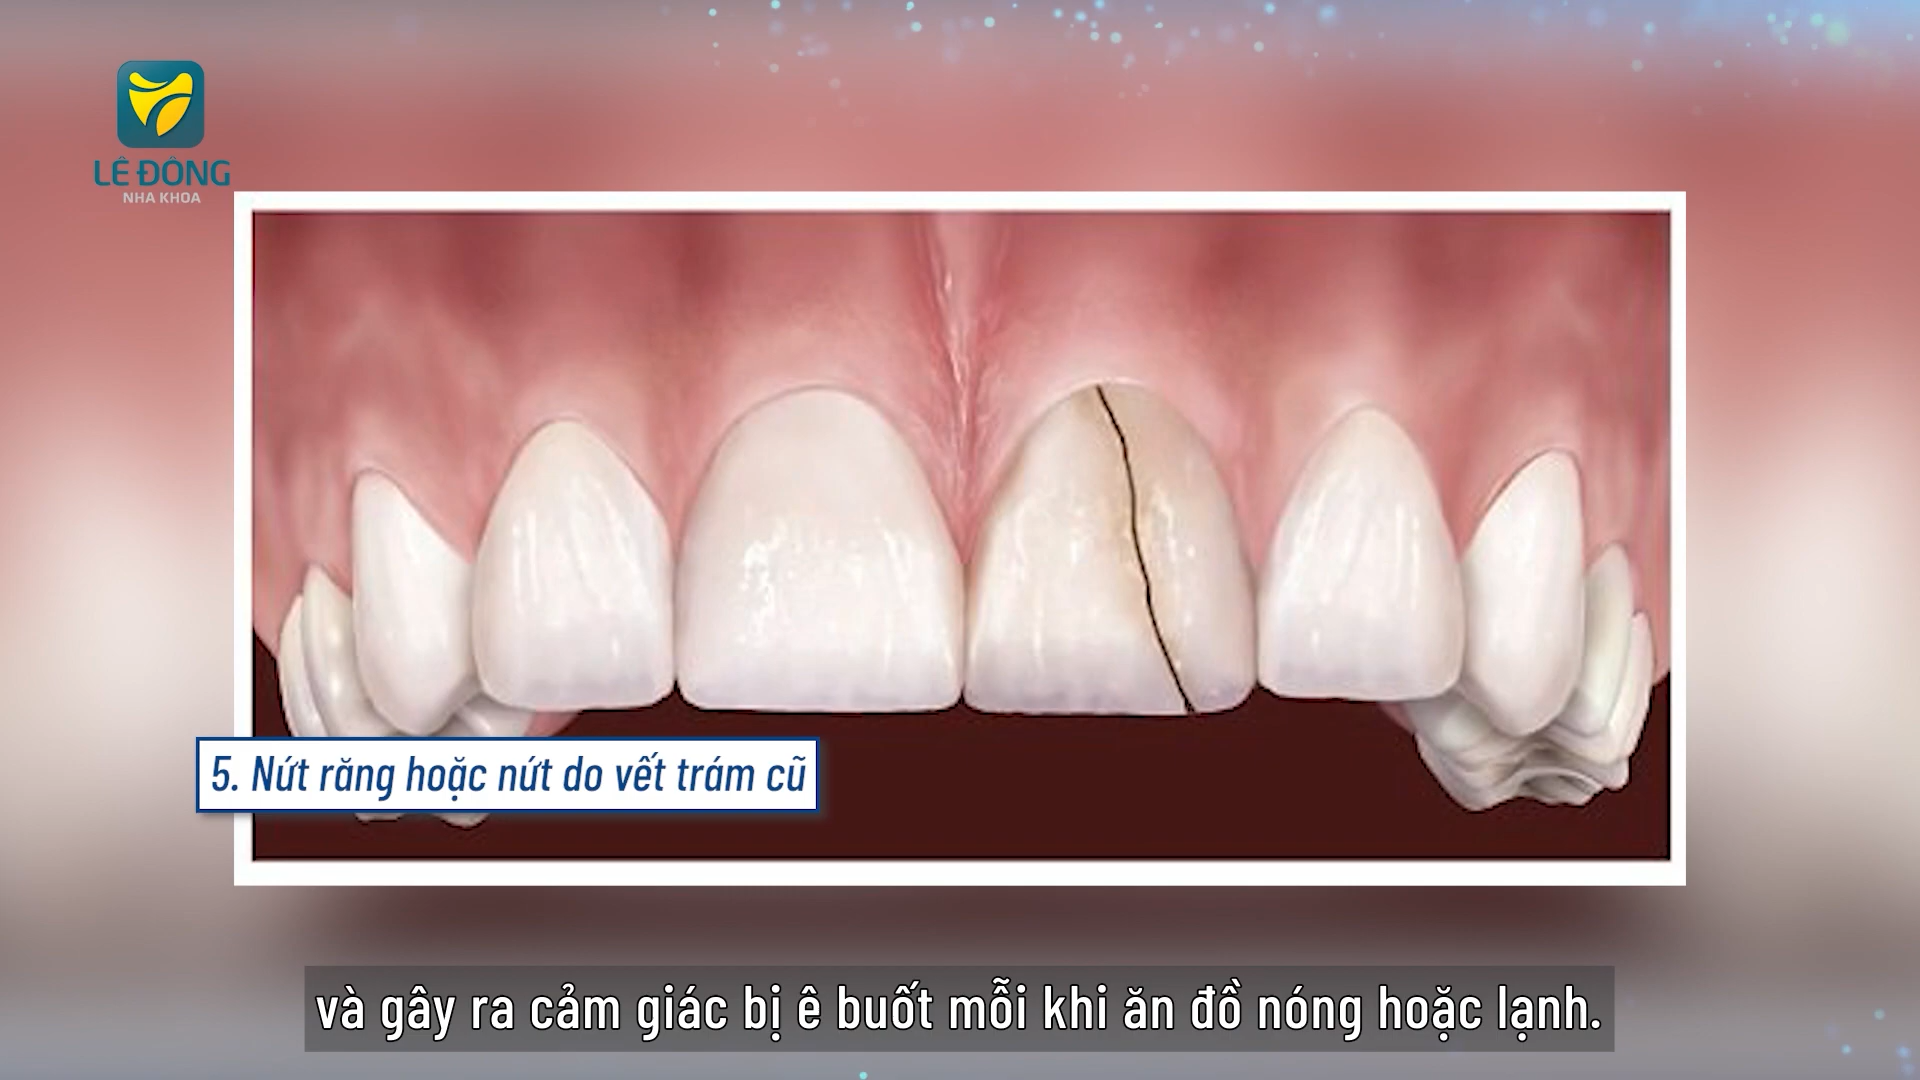 LÊ ĐÔNG
NHA KHOA
5. Nứt răng hoặc nứt do vết trám cũ
và gây ra cảm giác bị ê buốt mỗi khi ăn đồ nóng hoặc lạnh.